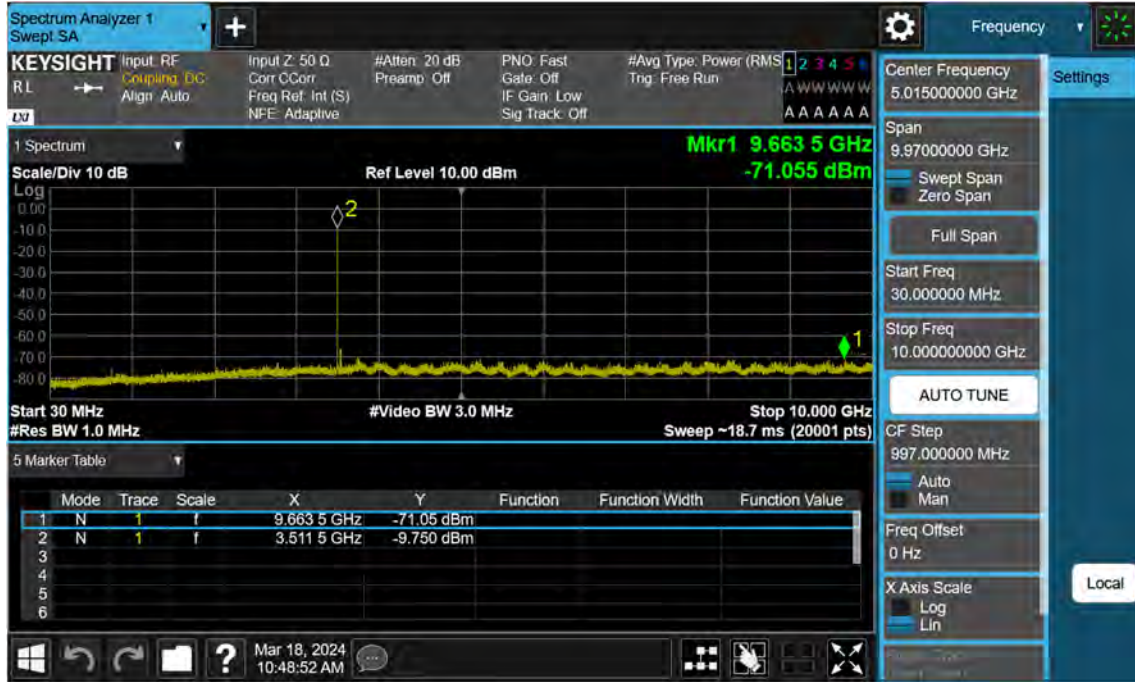 Spectrum Analyzer 1
Swept SA
Frequency
KEYSIGHT
RL
LXI
Input: RF
Coupling: DC
Align: Auto
Input Z: 50 Ω
Corr CCorr
Freq Ref: Int (S)
NFE: Adaptive
#Atten: 20 dB
Preamp: Off
PNO: Fast
Gate: Off
IF Gain: Low
Sig Track: Off
#Avg Type: Power (RMS
Trig: Free Run
1 2 3 4 5 6
A W W W W W
A A A A A A
Center Frequency
5.015000000 GHz
Settings
1 Spectrum
Mkr1 9.663 5 GHz
-71.055 dBm
Scale/Div 10 dB
Ref Level 10.00 dBm
Log
0.00
-10.0
-20.0
-30.0
-40.0
-50.0
-60.0
-70.0
-80.0
2
1
Start 30 MHz
#Video BW 3.0 MHz
Stop 10.000 GHz
#Res BW 1.0 MHz
Sweep ~18.7 ms (20001 pts)
Span
9.97000000 GHz
Swept Span
Zero Span
Full Span
Start Freq
30.000000 MHz
Stop Freq
10.000000000 GHz
AUTO TUNE
CF Step
997.000000 MHz
Auto
Man
Freq Offset
0 Hz
X Axis Scale
Log
Lin
Local
5 Marker Table
Mode Trace Scale X Y Function Function Width Function Value
1 N 1 f 9.663 5 GHz -71.05 dBm
2 N 1 f 3.511 5 GHz -9.750 dBm
3
4
5
6
?
Mar 18, 2024
10:48:52 AM